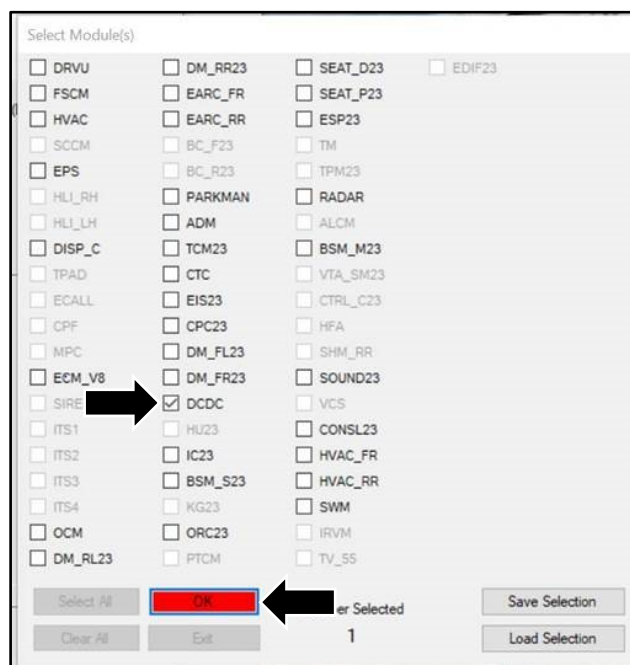 Select Module(s)
DRVU
FSCM
HVAC
SCCM
EPS
HLI_RH
HLI_LH
DISP_C
TPAD
ECALL
CPF
MPC
ECM_V8
SIRE
ITS1
ITS2
ITS3
ITS4
OCM
DM_RL23
DM_RR23
EARC_FR
EARC_RR
BC_F23
BC_R23
PARKMAN
ADM
TCM23
CTC
EIS23
CPC23
DM_FL23
DM_FR23
DCDC
HU23
IC23
BSM_S23
KG23
ORC23
PTCM
SEAT_D23
SEAT_P23
ESP23
TM
TPM23
RADAR
ALCM
BSM_M23
VTA_SM23
CTRL_C23
HFA
SHM_RR
SOUND23
VCS
CONSL23
HVAC_FR
HVAC_RR
SWM
IRVM
TV_55
EDIF23
Select All
OK
er Selected
Save Selection
Clear All
Exit
1
Load Selection